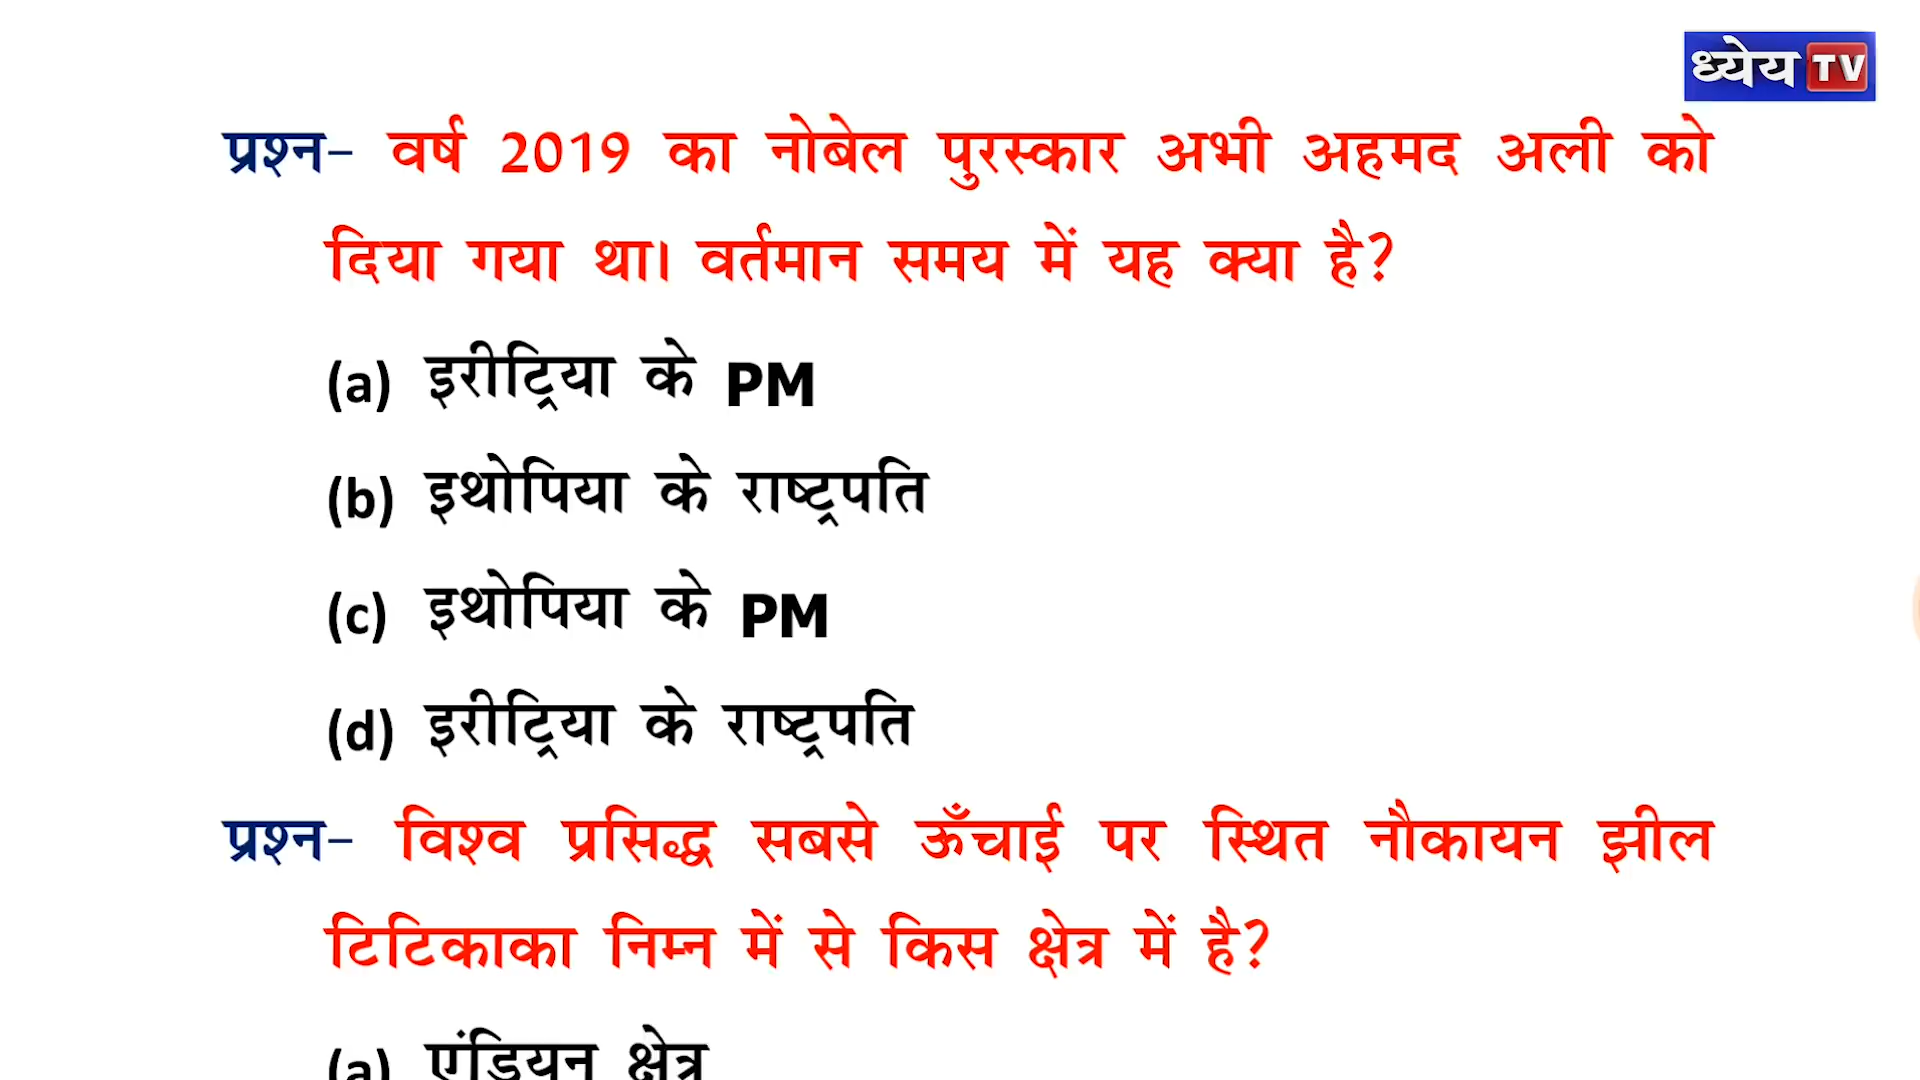 ध्येय TV
प्रश्न- वर्ष 2019 का नोबेल पुरस्कार अभी अहमद अली को
दिया गया था। वर्तमान समय में यह क्या है?
(a) इरीट्रिया के PM
(b) इथोपिया के राष्ट्रपति
(c) इथोपिया के PM
(d) इरीट्रिया के राष्ट्रपति
प्रश्न- विश्व प्रसिद्ध सबसे ऊँचाई पर स्थित नौकायन झील
टिटिकाका निम्न में से किस क्षेत्र में है?
(a) एंडियन क्षेत्र